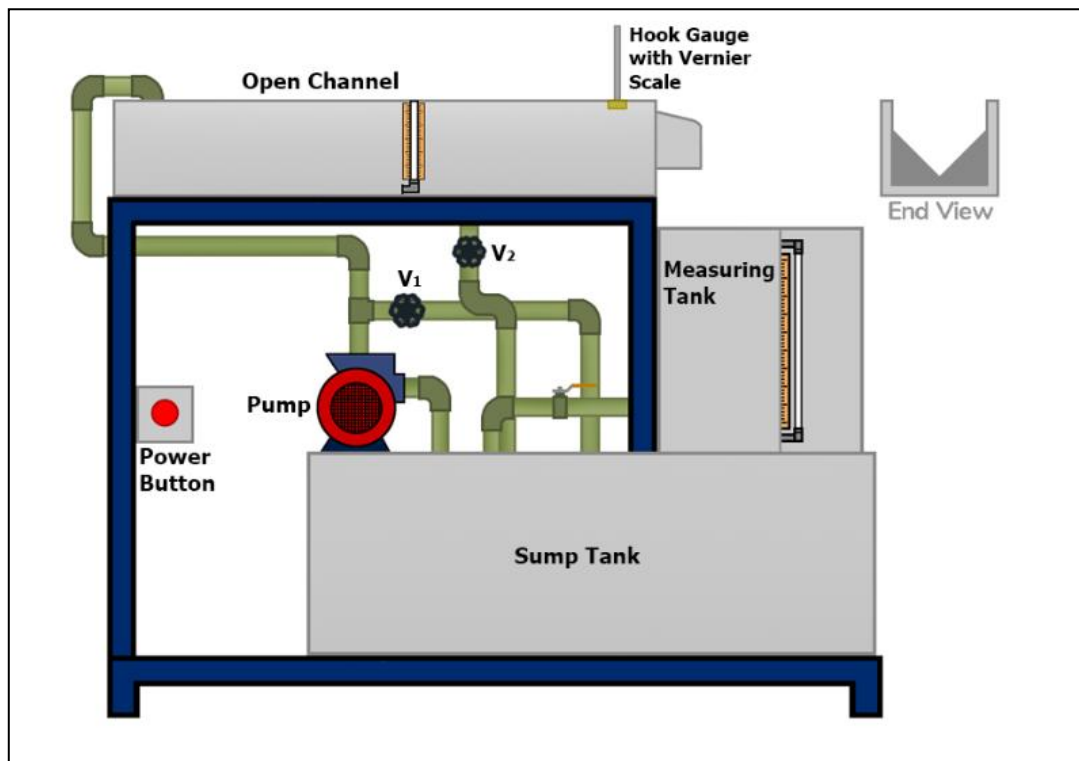 Hook Gauge
with Vernier
Scale
Open Channel
End View
V₂
Measuring
Tank
V₁
Pump
Power
Button
Sump Tank